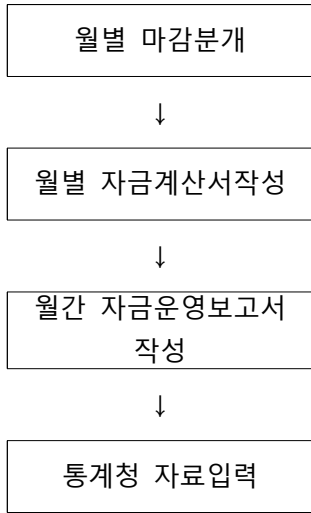 월별 마감분개
↓
월별 자금계산서작성
↓
월간 자금운영보고서
작성
↓
통계청 자료입력